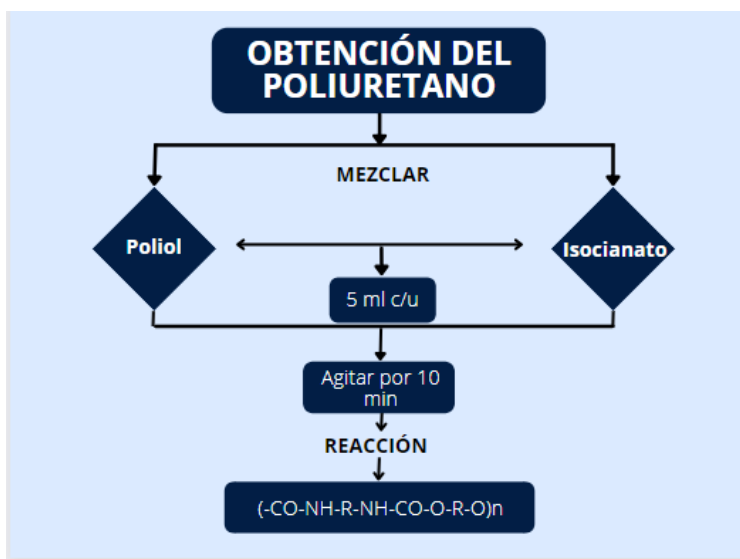 OBTENCIÓN DEL
POLIURETANO
MEZCLAR
Poliol
Isocianato
5 ml c/u
Agitar por 10
min
REACCIÓN
(-CO-NH-R-NH-CO-O-R-O)n